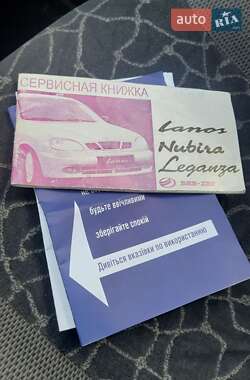 AUTO
RIA
СЕРВИСНАЯ КНИЖКА
Lanos
Nubira
Leganza
будьте ввічливими
зберігайте спокій
Дивіться вказівки по використанню